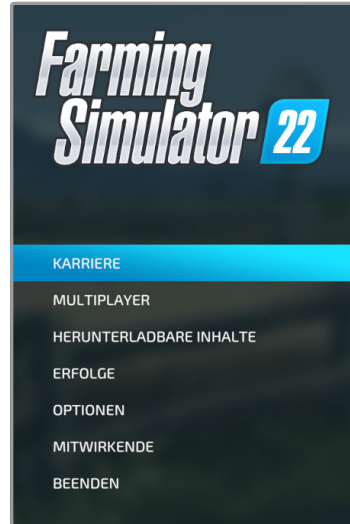 Farming
Simulator 22
KARRIERE
MULTIPLAYER
HERUNTERLADBARE INHALTE
ERFOLGE
OPTIONEN
MITWIRKENDE
BEENDEN